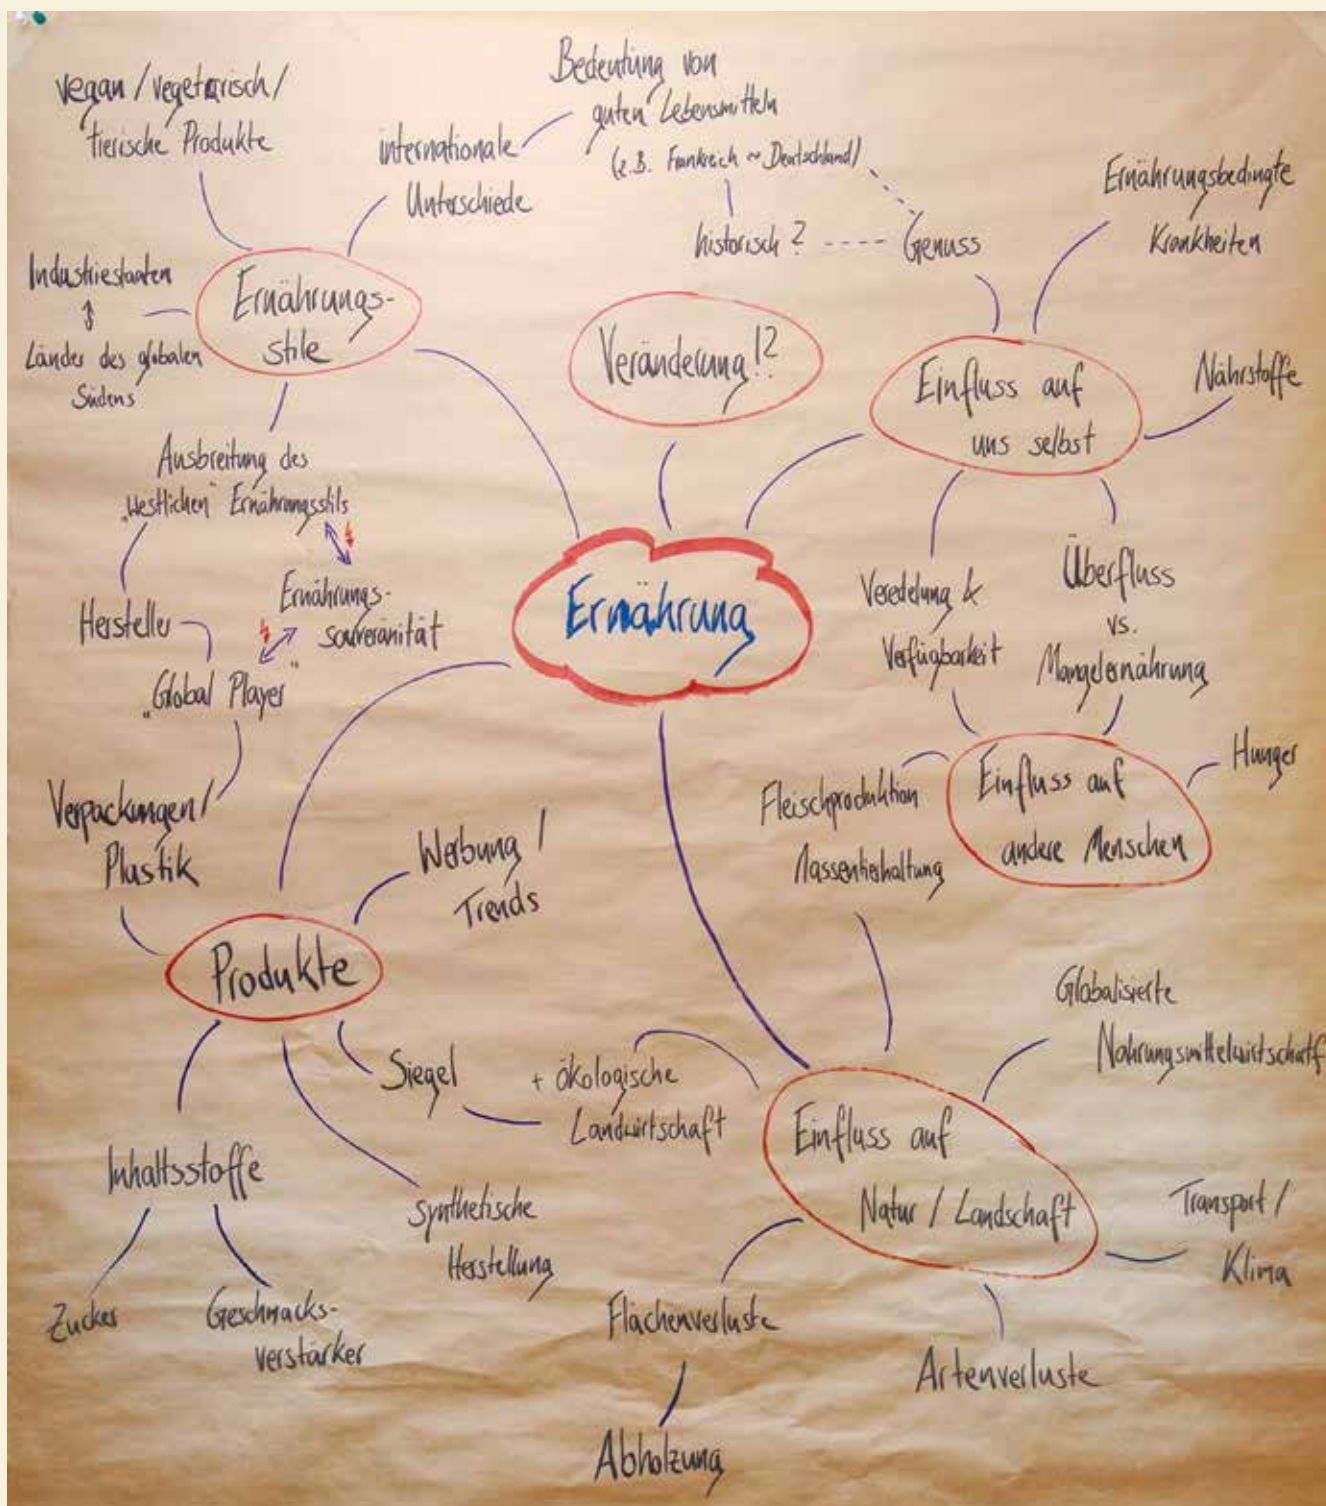 vegan / vegetarisch /
tierische Produkte
internationale
Unterschiede
Bedeutung von
guten Lebensmitteln
(z.B. Frankreich ~ Deutschland)
historisch?
Genuss
Ernährungsbedingte
Krankheiten
Industriestaaten
Länder des globalen
Südens
Ernährungs-
stile
Veränderung!?
Einfluss auf
uns selbst
Nährstoffe
Ausbreitung des
„westlichen“ Ernährungsstils
Hersteller
Ernährungs-
souveränität
„Global Player“
Ernährung
Veredelung &
Verfügbarkeit
Überfluss
vs.
Mangelernährung
Verpackungen /
Plastik
Werbung /
Trends
Fleischproduktion
Massentierhaltung
Einfluss auf
andere Menschen
Hunger
Produkte
Siegel
+ ökologische
Landwirtschaft
Globalisierte
Nahrungsmittelwirtschaft
Einfluss auf
Natur / Landschaft
Transport /
Klima
Inhaltsstoffe
synthetische
Herstellung
Zucker
Geschmacks-
verstärker
Flächenverluste
Artenverluste
Abholzung